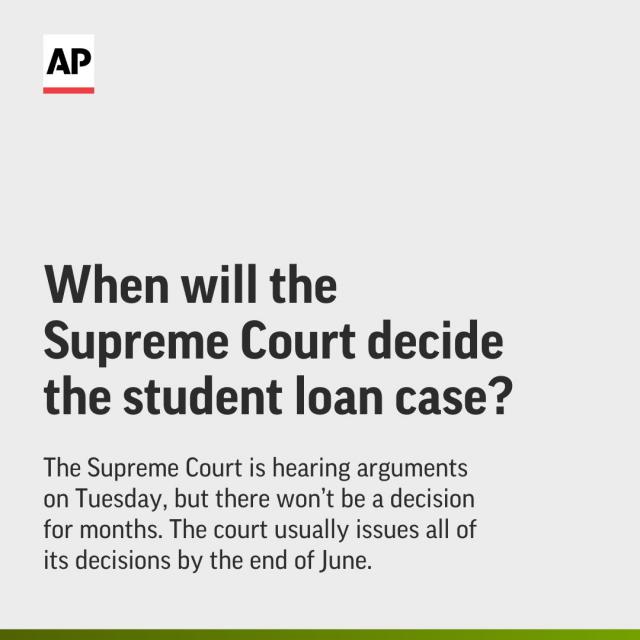 AP
When will the
Supreme Court decide
the student loan case?
The Supreme Court is hearing arguments
on Tuesday, but there won’t be a decision
for months. The court usually issues all of
its decisions by the end of June.